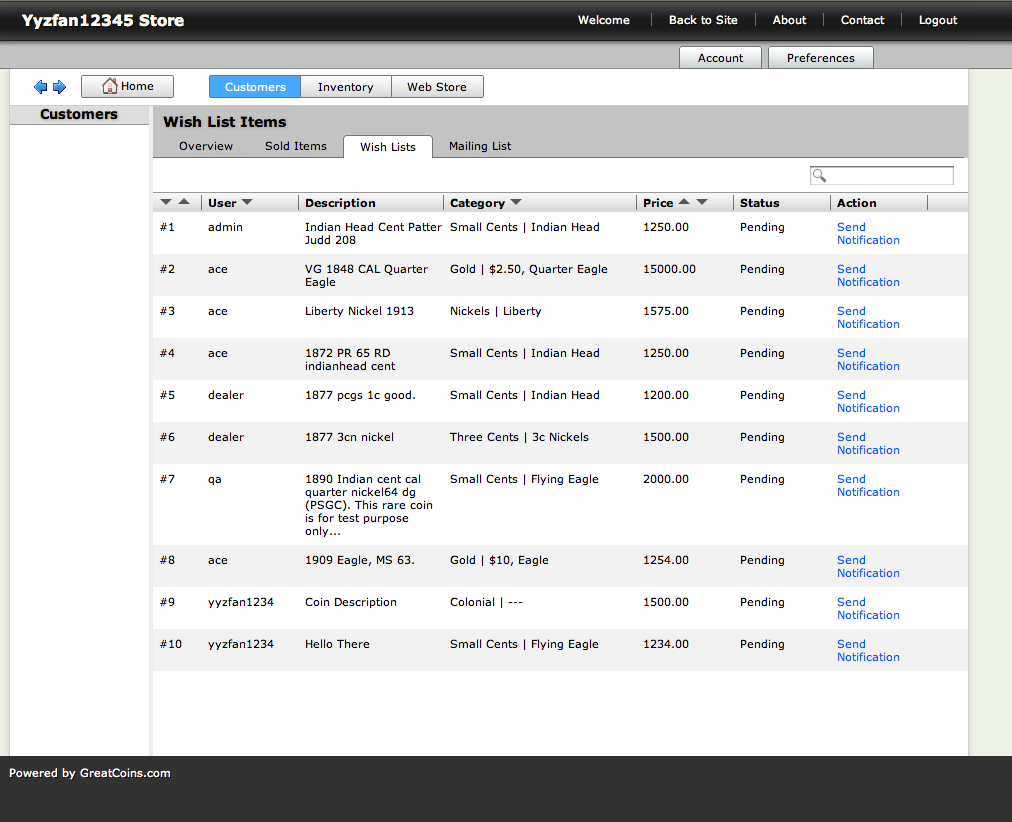 Yyzfan12345 Store
Welcome Back to Site About Contact Logout
Account Preferences
Home Customers Inventory Web Store
Customers
Wish List Items
Overview Sold Items Wish Lists Mailing List
User Description Category Price Status Action
#1 admin Indian Head Cent Patter Small Cents | Indian Head 1250.00 Pending Send
Judd 208 Notification
#2 ace VG 1848 CAL Quarter Gold | $2.50, Quarter Eagle 15000.00 Pending Send
Eagle Notification
#3 ace Liberty Nickel 1913 Nickels | Liberty 1575.00 Pending Send
Notification
#4 ace 1872 PR 65 RD Small Cents | Indian Head 1250.00 Pending Send
indianhead cent Notification
#5 dealer 1877 pcgs 1c good. Small Cents | Indian Head 1200.00 Pending Send
Notification
#6 dealer 1877 3cn nickel Three Cents | 3c Nickels 1500.00 Pending Send
Notification
#7 qa 1890 Indian cent cal Small Cents | Flying Eagle 2000.00 Pending Send
quarter nickel64 dg Notification
(PSGC). This rare coin
is for test purpose
only...
#8 ace 1909 Eagle, MS 63. Gold | $10, Eagle 1254.00 Pending Send
Notification
#9 yyzfan1234 Coin Description Colonial | --- 1500.00 Pending Send
Notification
#10 yyzfan1234 Hello There Small Cents | Flying Eagle 1234.00 Pending Send
Notification
Powered by GreatCoins.com